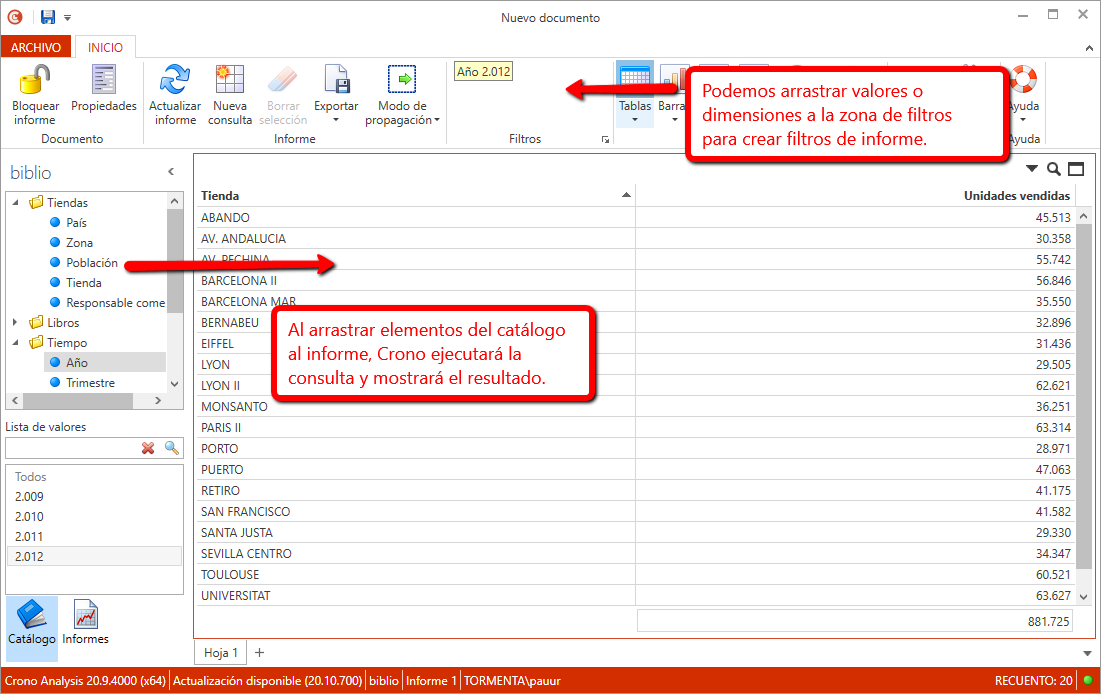 Nuevo documento
ARCHIVO INICIO
Bloquear informe
Propiedades
Documento
Actualizar informe
Nueva consulta
Borrar selección
Exportar
Modo de propagación
Informe
Año 2.012
Filtros
Tablas
Podemos arrastrar valores o
dimensiones a la zona de filtros
para crear filtros de informe.
biblio
Tiendas
País
Zona
Población
Tienda
Responsable come
Libros
Tiempo
Año
Trimestre
Lista de valores
Todos
2.009
2.010
2.011
2.012
Catálogo Informes
Tienda Unidades vendidas
ABANDO 45.513
AV. ANDALUCIA 30.358
AV. PECHINA 55.742
BARCELONA II 56.846
BARCELONA MAR 35.550
BERNABEU 32.896
EIFFEL 31.436
LYON 29.505
LYON II 62.621
MONSANTO 36.251
PARIS II 63.314
PORTO 28.971
PUERTO 47.063
RETIRO 41.175
SAN FRANCISCO 41.582
SANTA JUSTA 29.330
SEVILLA CENTRO 34.347
TOULOUSE 60.521
UNIVERSITAT 63.627
881.725
Al arrastrar elementos del catálogo
al informe, Crono ejecutará la
consulta y mostrará el resultado.
Hoja 1 +
Crono Analysis 20.9.4000 (x64) Actualización disponible (20.10.700) biblio Informe 1 TORMENTA\pauur RECUENTO: 20